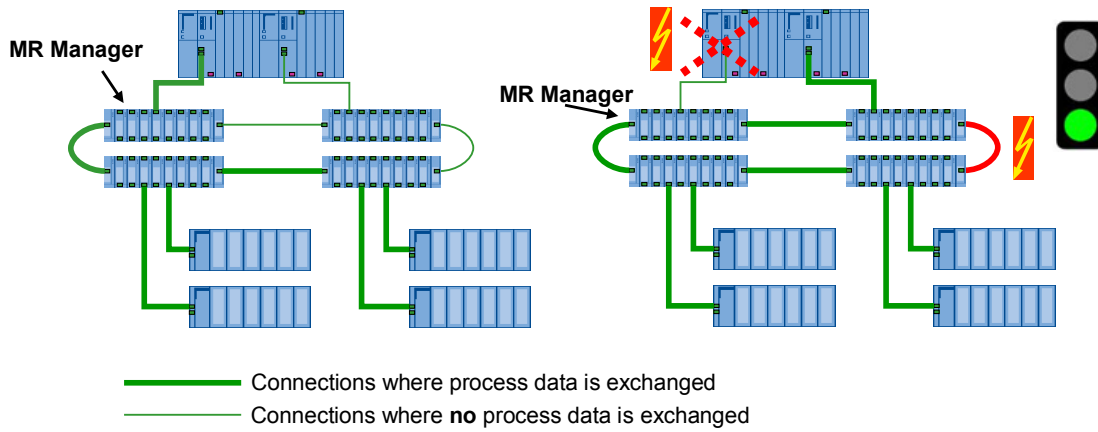 MR Manager
MR Manager
Connections where process data is exchanged
Connections where no process data is exchanged